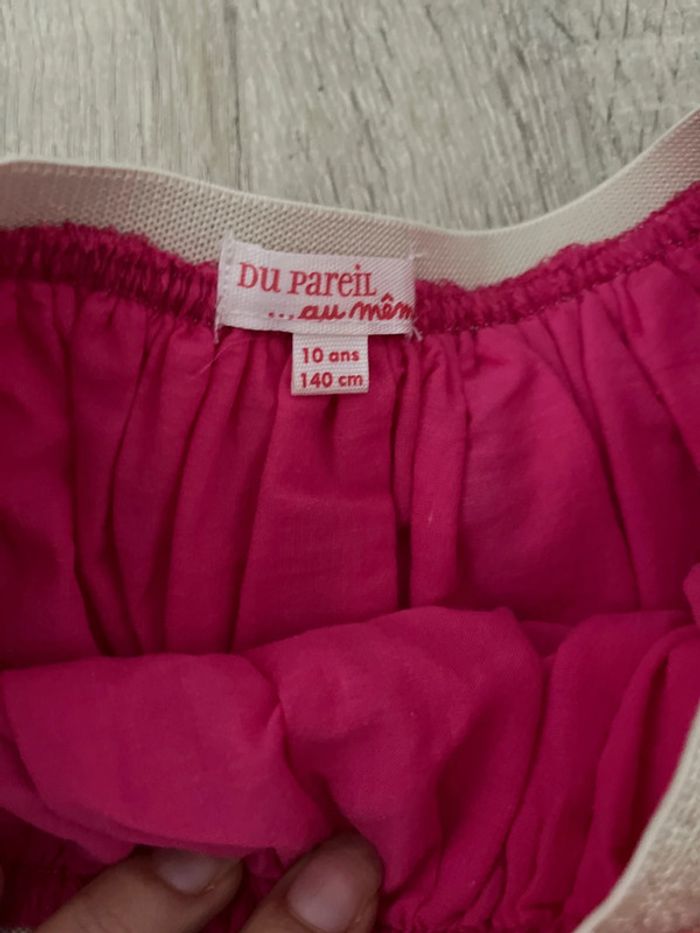 Du Pareil
...au mêm
10 ans
140 cm